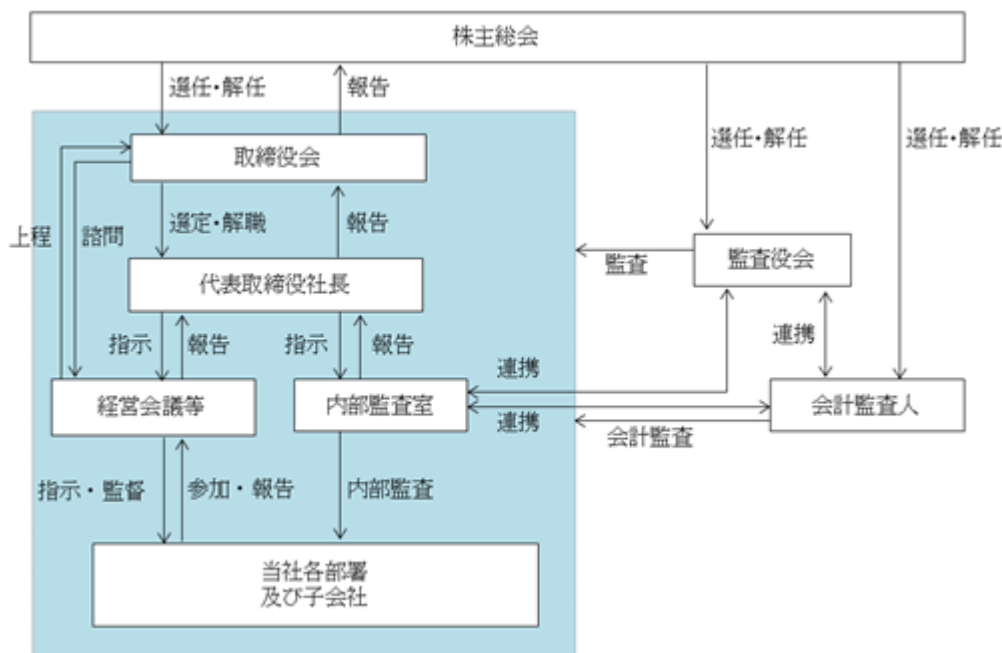 株主総会
選任・解任
報告
選任・解任
選任・解任
取締役会
上程
諮問
選定・解職
報告
監査役会
監査
代表取締役社長
指示
報告
指示
報告
連携
連携
経営会議等
内部監査室
会計監査人
連携
会計監査
指示・監督
参加・報告
内部監査
当社各部署
及び子会社